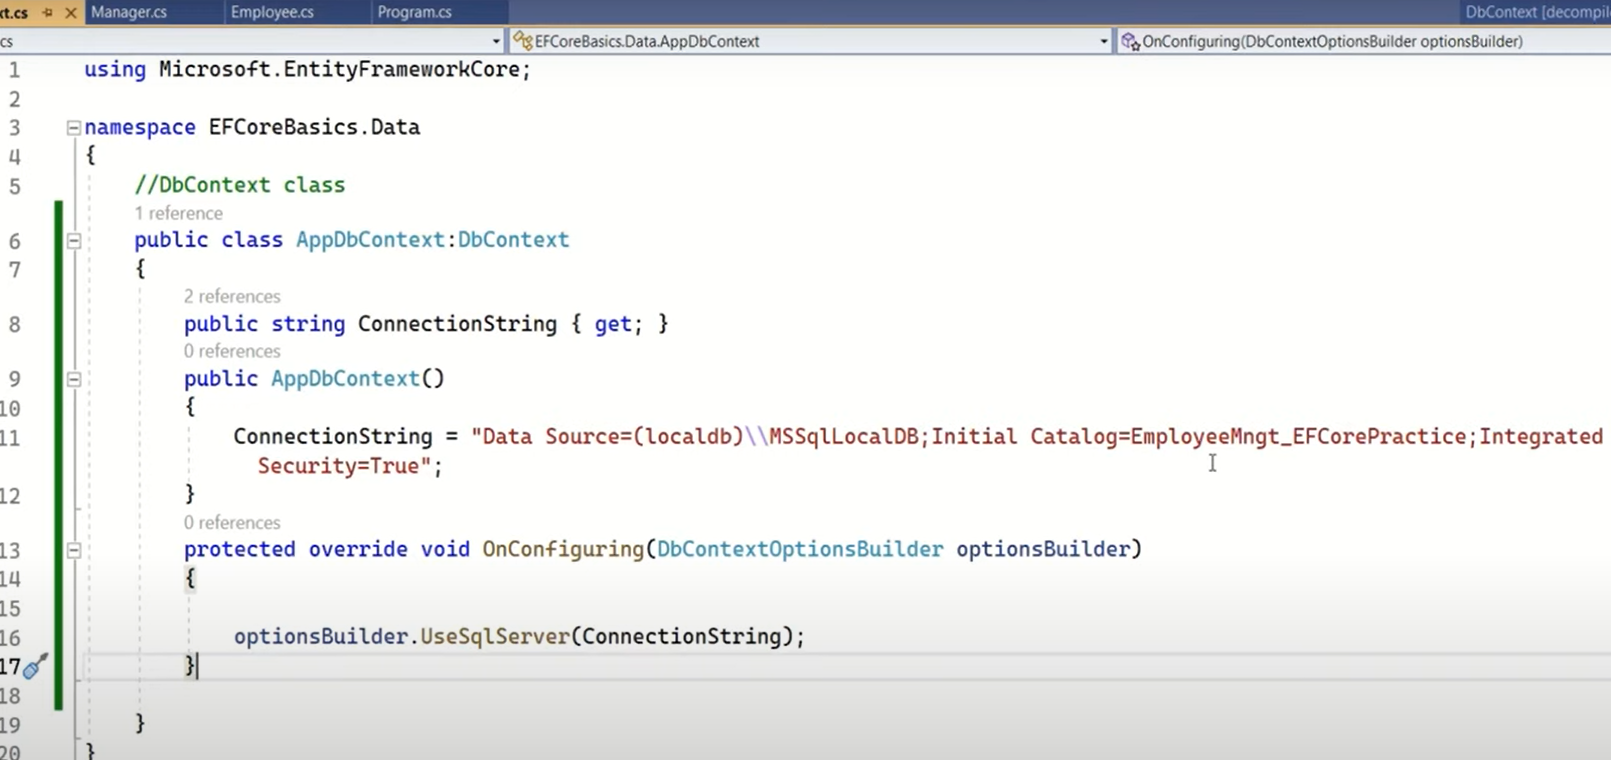 t.cs Manager.cs Employee.cs Program.cs DbContext [decompil
cs EFCoreBasics.Data.AppDbContext OnConfiguring(DbContextOptionsBuilder optionsBuilder)
1 using Microsoft.EntityFrameworkCore;
2
3 namespace EFCoreBasics.Data
4 {
5 //DbContext class
1 reference
6 public class AppDbContext:DbContext
7 {
2 references
8 public string ConnectionString { get; }
0 references
9 public AppDbContext()
10 {
11 ConnectionString = "Data Source=(localdb)\\MSSqlLocalDB;Initial Catalog=EmployeeMngt_EFCorePractice;Integrated
Security=True";
12 }
0 references
13 protected override void OnConfiguring(DbContextOptionsBuilder optionsBuilder)
14 {
15
16 optionsBuilder.UseSqlServer(ConnectionString);
17 }
18
19 }
20 }